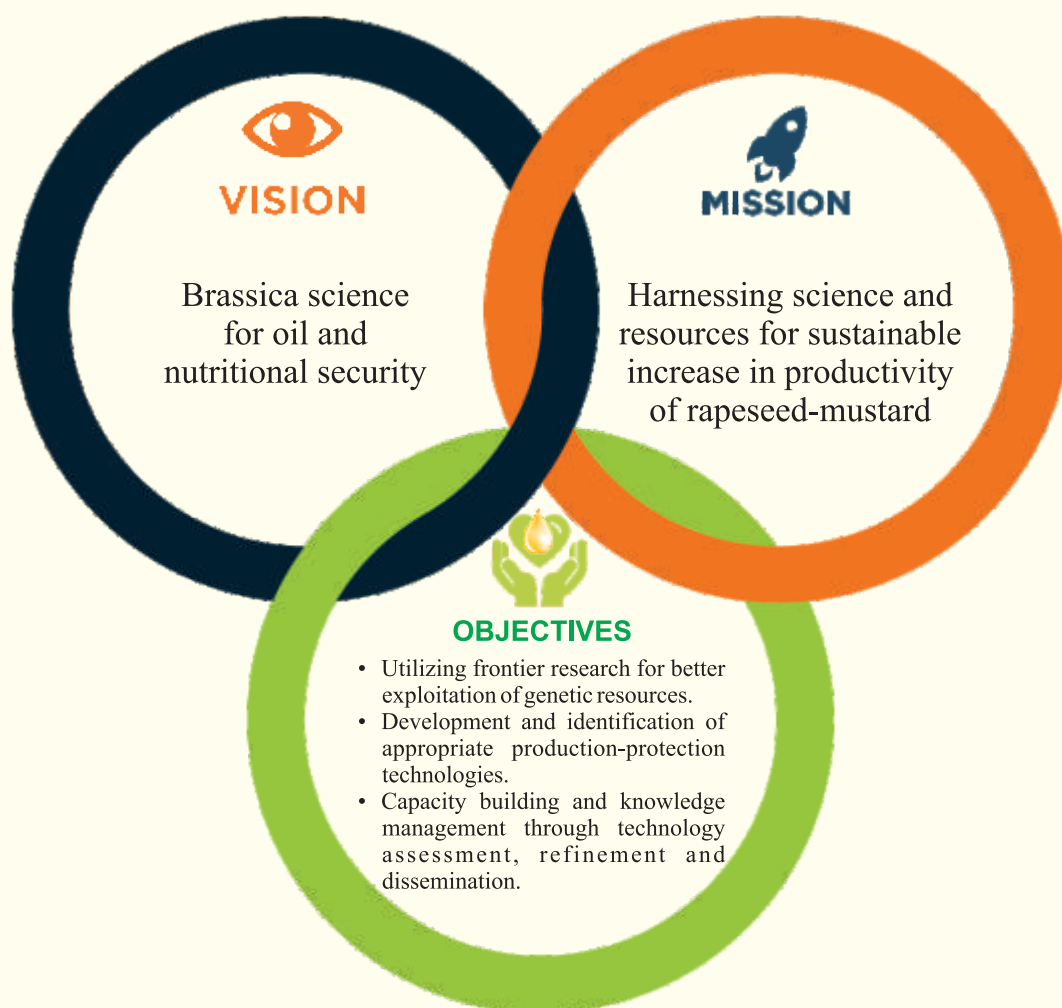 VISION
Brassica science
for oil and
nutritional security
MISSION
Harnessing science and
resources for sustainable
increase in productivity
of rapeseed-mustard
OBJECTIVES
• Utilizing frontier research for better
exploitation of genetic resources.
• Development and identification of
appropriate production-protection
technologies.
• Capacity building and knowledge
management through technology
assessment, refinement and
dissemination.